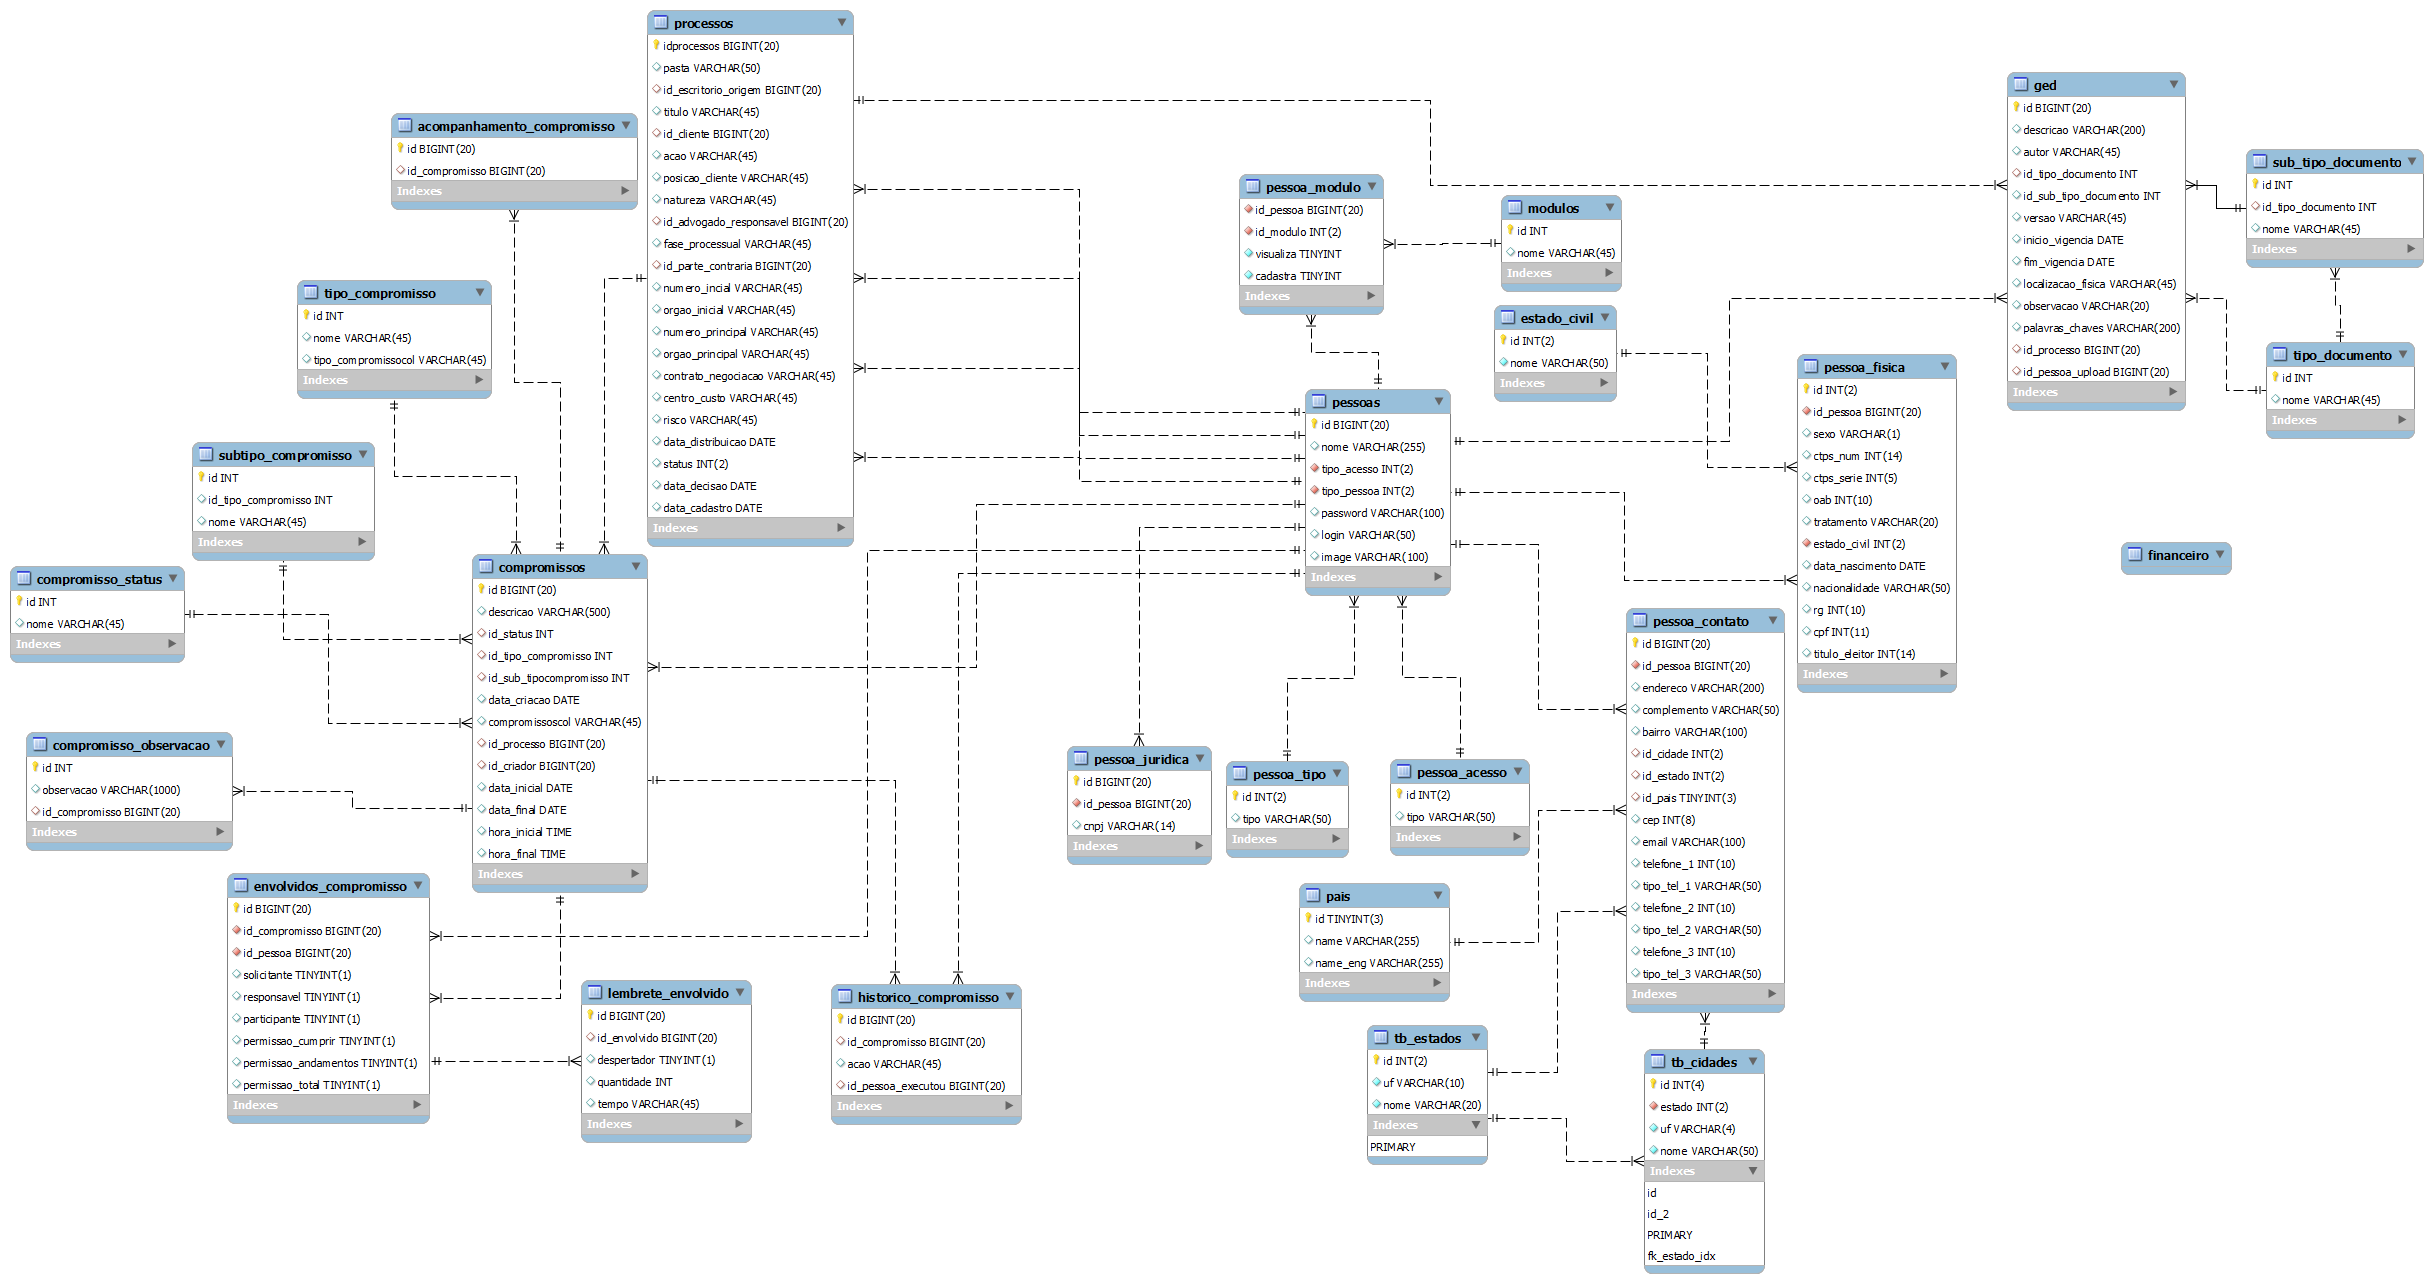 processos
idprocessos BIGINT(20)
pasta VARCHAR(50)
id_escritorio_origem BIGINT(20)
titulo VARCHAR(45)
id_cliente BIGINT(20)
acao VARCHAR(45)
posicao_cliente VARCHAR(45)
natureza VARCHAR(45)
id_advogado_responsavel BIGINT(20)
fase_processual VARCHAR(45)
id_parte_contraria BIGINT(20)
numero_incial VARCHAR(45)
orgao_inicial VARCHAR(45)
numero_principal VARCHAR(45)
orgao_principal VARCHAR(45)
contrato_negociacao VARCHAR(45)
centro_custo VARCHAR(45)
risco VARCHAR(45)
data_distribuicao DATE
status INT(2)
data_decisao DATE
data_cadastro DATE
Indexes
acompanhamento_compromisso
id BIGINT(20)
id_compromisso BIGINT(20)
Indexes
tipo_compromisso
id INT
nome VARCHAR(45)
tipo_compromissocol VARCHAR(45)
Indexes
subtipo_compromisso
id INT
id_tipo_compromisso INT
nome VARCHAR(45)
Indexes
compromisso_status
id INT
nome VARCHAR(45)
Indexes
compromissos
id BIGINT(20)
descricao VARCHAR(500)
id_status INT
id_tipo_compromisso INT
id_sub_tipocompromisso INT
data_criacao DATE
compromissoscol VARCHAR(45)
id_processo BIGINT(20)
id_criador BIGINT(20)
data_inicial DATE
data_final DATE
hora_inicial TIME
hora_final TIME
Indexes
compromisso_observacao
id INT
observacao VARCHAR(1000)
id_compromisso BIGINT(20)
Indexes
envolvidos_compromisso
id BIGINT(20)
id_compromisso BIGINT(20)
id_pessoa BIGINT(20)
solicitante TINYINT(1)
responsavel TINYINT(1)
participante TINYINT(1)
permissao_cumprir TINYINT(1)
permissao_andamentos TINYINT(1)
permissao_total TINYINT(1)
Indexes
lembrete_envolvido
id BIGINT(20)
id_envolvido BIGINT(20)
despertador TINYINT(1)
quantidade INT
tempo VARCHAR(45)
Indexes
historico_compromisso
id BIGINT(20)
id_compromisso BIGINT(20)
acao VARCHAR(45)
id_pessoa_executou BIGINT(20)
Indexes
pessoa_modulo
id_pessoa BIGINT(20)
id_modulo INT(2)
visualiza TINYINT
cadastra TINYINT
Indexes
modulos
id INT
nome VARCHAR(45)
Indexes
estado_civil
id INT(2)
nome VARCHAR(50)
Indexes
pessoas
id BIGINT(20)
nome VARCHAR(255)
tipo_acesso INT(2)
tipo_pessoa INT(2)
password VARCHAR(100)
login VARCHAR(50)
image VARCHAR(100)
Indexes
pessoa_juridica
id BIGINT(20)
id_pessoa BIGINT(20)
cnpj VARCHAR(14)
Indexes
pessoa_tipo
id INT(2)
tipo VARCHAR(50)
Indexes
pessoa_acesso
id INT(2)
tipo VARCHAR(50)
Indexes
pais
id TINYINT(3)
name VARCHAR(255)
name_eng VARCHAR(255)
Indexes
tb_estados
id INT(2)
uf VARCHAR(10)
nome VARCHAR(20)
Indexes
PRIMARY
tb_cidades
id INT(4)
estado INT(2)
uf VARCHAR(4)
nome VARCHAR(50)
Indexes
id
id_2
PRIMARY
fk_estado_idx
pessoa_contato
id BIGINT(20)
id_pessoa BIGINT(20)
endereco VARCHAR(200)
complemento VARCHAR(50)
bairro VARCHAR(100)
id_cidade INT(2)
id_estado INT(2)
id_pais TINYINT(3)
cep INT(8)
email VARCHAR(100)
telefone_1 INT(10)
tipo_tel_1 VARCHAR(50)
telefone_2 INT(10)
tipo_tel_2 VARCHAR(50)
telefone_3 INT(10)
tipo_tel_3 VARCHAR(50)
Indexes
pessoa_fisica
id INT(2)
id_pessoa BIGINT(20)
sexo VARCHAR(1)
ctps_num INT(14)
ctps_serie INT(5)
oab INT(10)
tratamento VARCHAR(20)
estado_civil INT(2)
data_nascimento DATE
nacionalidade VARCHAR(50)
rg INT(10)
cpf INT(11)
titulo_eleitor INT(14)
Indexes
ged
id BIGINT(20)
descricao VARCHAR(200)
autor VARCHAR(45)
id_tipo_documento INT
id_sub_tipo_documento INT
versao VARCHAR(45)
inicio_vigencia DATE
fim_vigencia DATE
localizacao_fisica VARCHAR(45)
observacao VARCHAR(20)
palavras_chaves VARCHAR(200)
id_processo BIGINT(20)
id_pessoa_upload BIGINT(20)
Indexes
sub_tipo_documento
id INT
id_tipo_documento INT
nome VARCHAR(45)
Indexes
tipo_documento
id INT
nome VARCHAR(45)
Indexes
financeiro